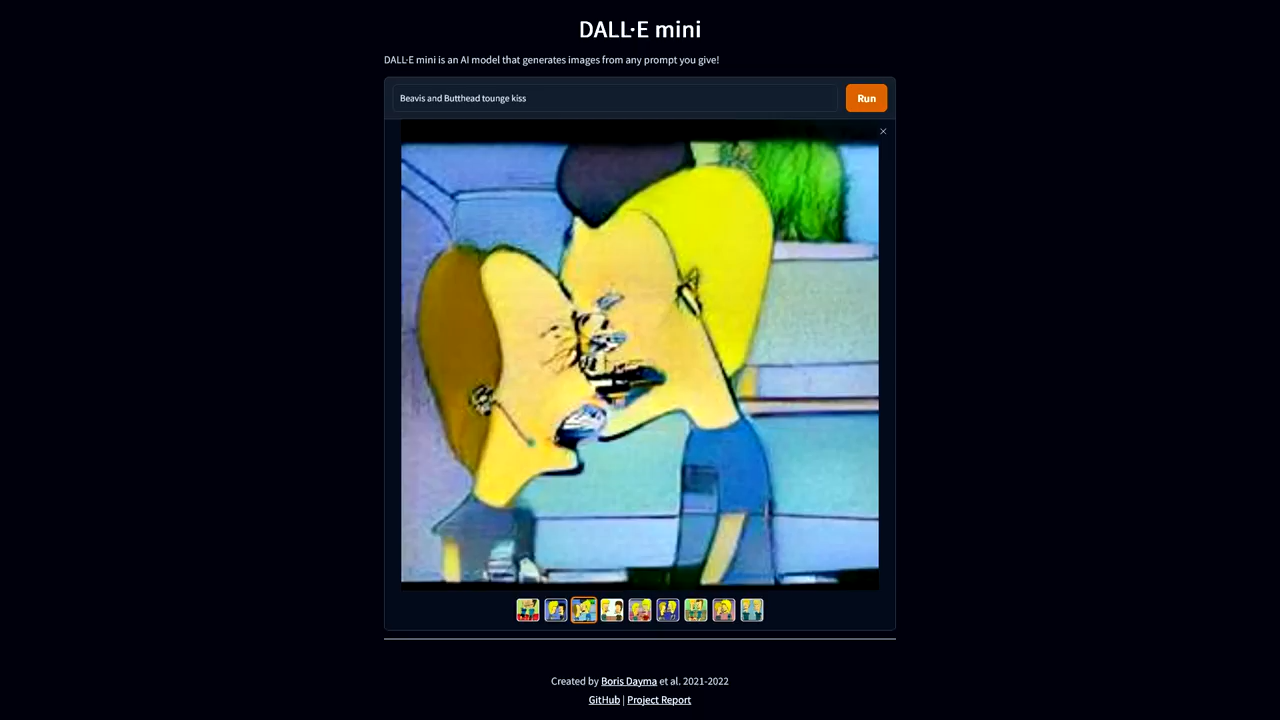 DALL·E mini
DALL·E mini is an AI model that generates images from any prompt you give!
Beavis and Butthead tounge kiss
Run
Created by Boris Dayma et al. 2021-2022
GitHub | Project Report